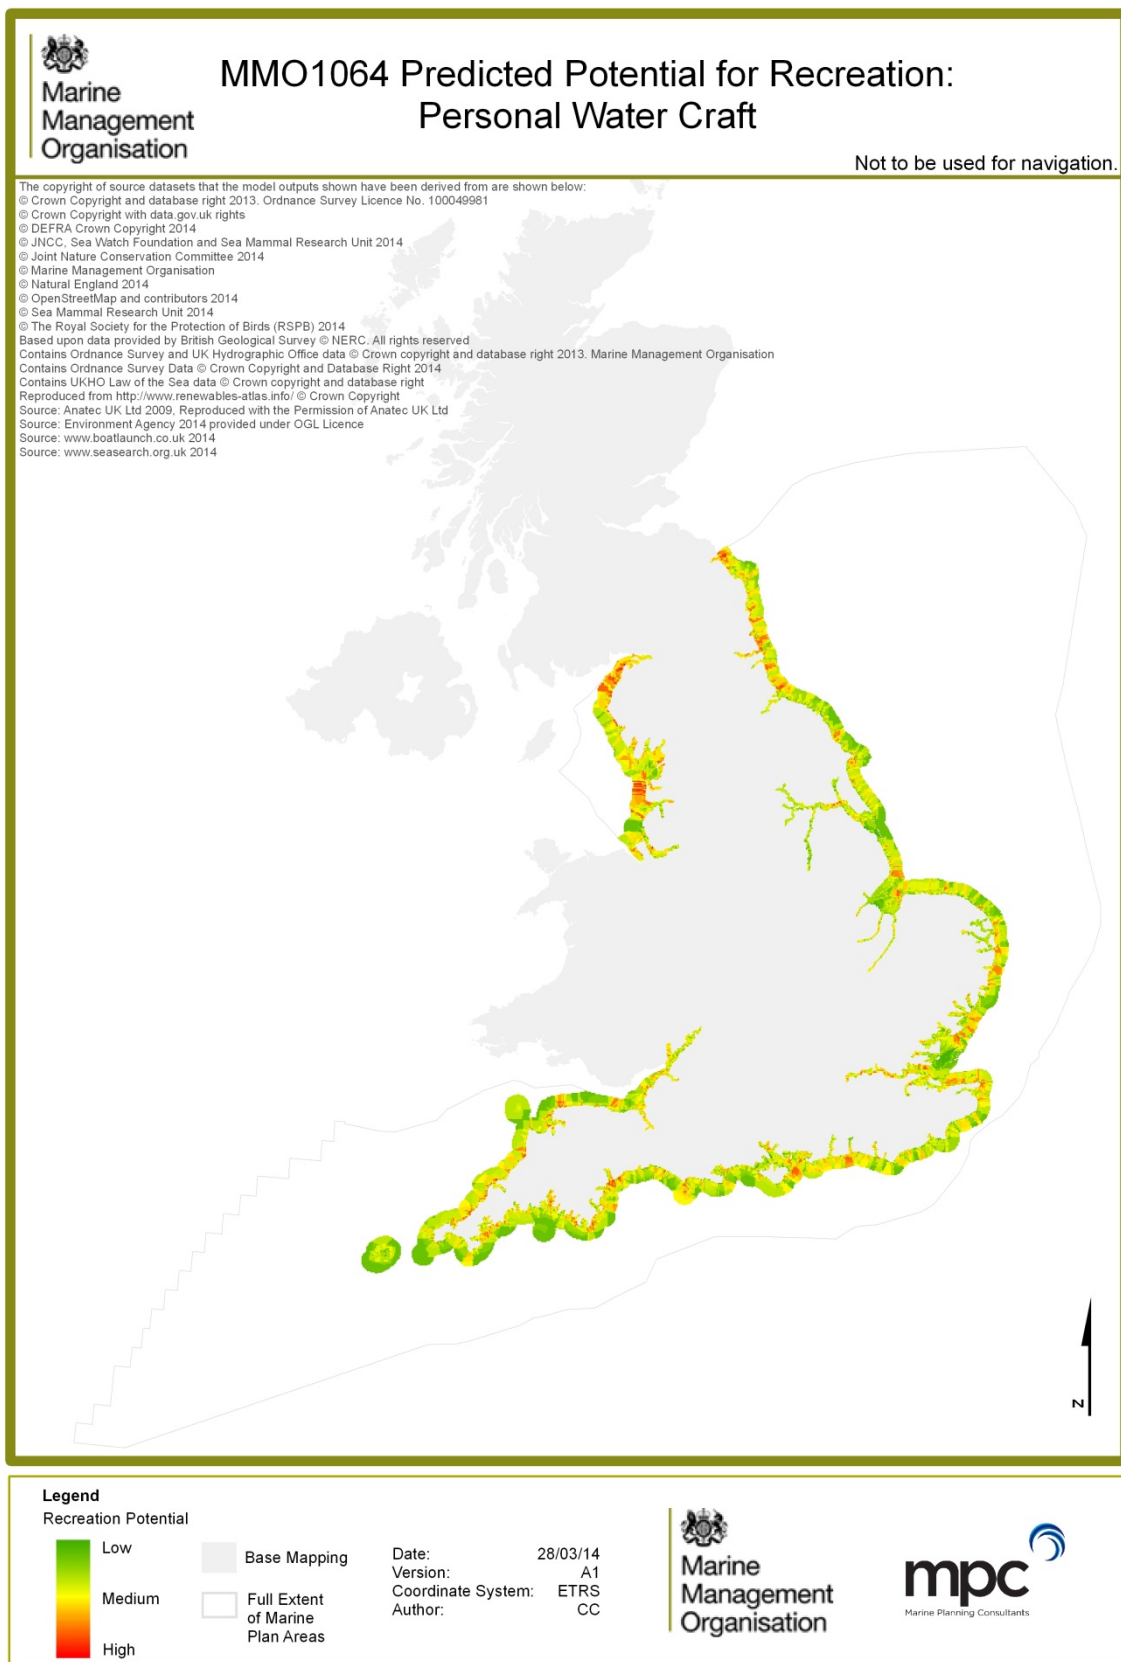 Marine
Management
Organisation
MMO1064 Predicted Potential for Recreation:
Personal Water Craft
Not to be used for navigation.
The copyright of source datasets that the model outputs shown have been derived from are shown below:
© Crown Copyright and database right 2013. Ordnance Survey Licence No. 100049981
© Crown Copyright with data.gov.uk rights
© DEFRA Crown Copyright 2014
© JNCC, Sea Watch Foundation and Sea Mammal Research Unit 2014
© Joint Nature Conservation Committee 2014
© Marine Management Organisation
© Natural England 2014
© OpenStreetMap and contributors 2014
© Sea Mammal Research Unit 2014
© The Royal Society for the Protection of Birds (RSPB) 2014
Based upon data provided by British Geological Survey © NERC. All rights reserved
Contains Ordnance Survey and UK Hydrographic Office data © Crown copyright and database right 2013. Marine Management Organisation
Contains Ordnance Survey Data © Crown Copyright and Database Right 2014
Contains UKHO Law of the Sea data © Crown copyright and database right
Reproduced from http://www.renewables-atlas.info/ © Crown Copyright
Source: Anatec UK Ltd 2009, Reproduced with the Permission of Anatec UK Ltd
Source: Environment Agency 2014 provided under OGL Licence
Source: www.boatlaunch.co.uk 2014
Source: www.seasearch.org.uk 2014
N
Legend
Recreation Potential
Low
Medium
High
Base Mapping
Full Extent
of Marine
Plan Areas
Date: 28/03/14
Version: A1
Coordinate System: ETRS
Author: CC
Marine
Management
Organisation
mpc
Marine Planning Consultants